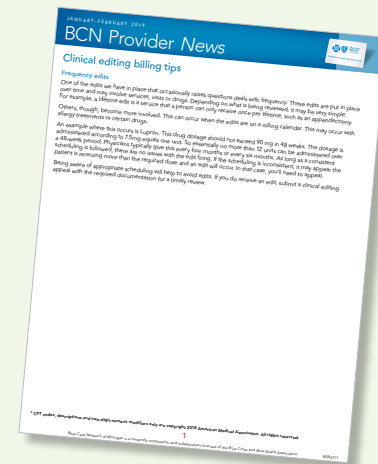 JANUARY-FEBRUARY 2019
BCN Provider News
Clinical editing billing tips
Frequency edits
One of the edits we have in place that occasionally raises questions deals with frequency. These edits are put in place
over time and may involve services, visits or drugs. Depending on what is being reviewed, it may be very simple.
For example, a lifetime edit is a service that a person can only receive once per lifetime, such as an appendectomy.
Others, though, become more involved. This can occur when the edits are on a rolling calendar. This may occur with
allergy treatments or certain drugs.
An example where this occurs is Lupron. This drug dosage should not exceed 90 mg in 48 weeks. The dosage is
administered according to 7.5mg equals one unit. So essentially no more than 12 units can be administered over
a 48-week period. Physicians typically give this every four months or every six months. As long as a consistent
scheduling is followed, there are no issues with the edit firing. If the scheduling is inconsistent, it may appear the
patient is receiving more than the required dose and an edit will occur. In that case, you'll need to appeal.
Being aware of appropriate scheduling will help to avoid edits. If you do receive an edit, submit a clinical editing
appeal with the required documentation for a timely review.
* CPT codes, descriptions and two-digit numeric modifiers only are copyright 2018 American Medical Association. All rights reserved.
1
Blue Care Network of Michigan is a nonprofit corporation and independent licensee of the Blue Cross and Blue Shield Association.